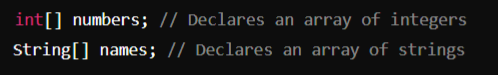 int[] numbers; // Declares an array of integers
String[] names; // Declares an array of strings